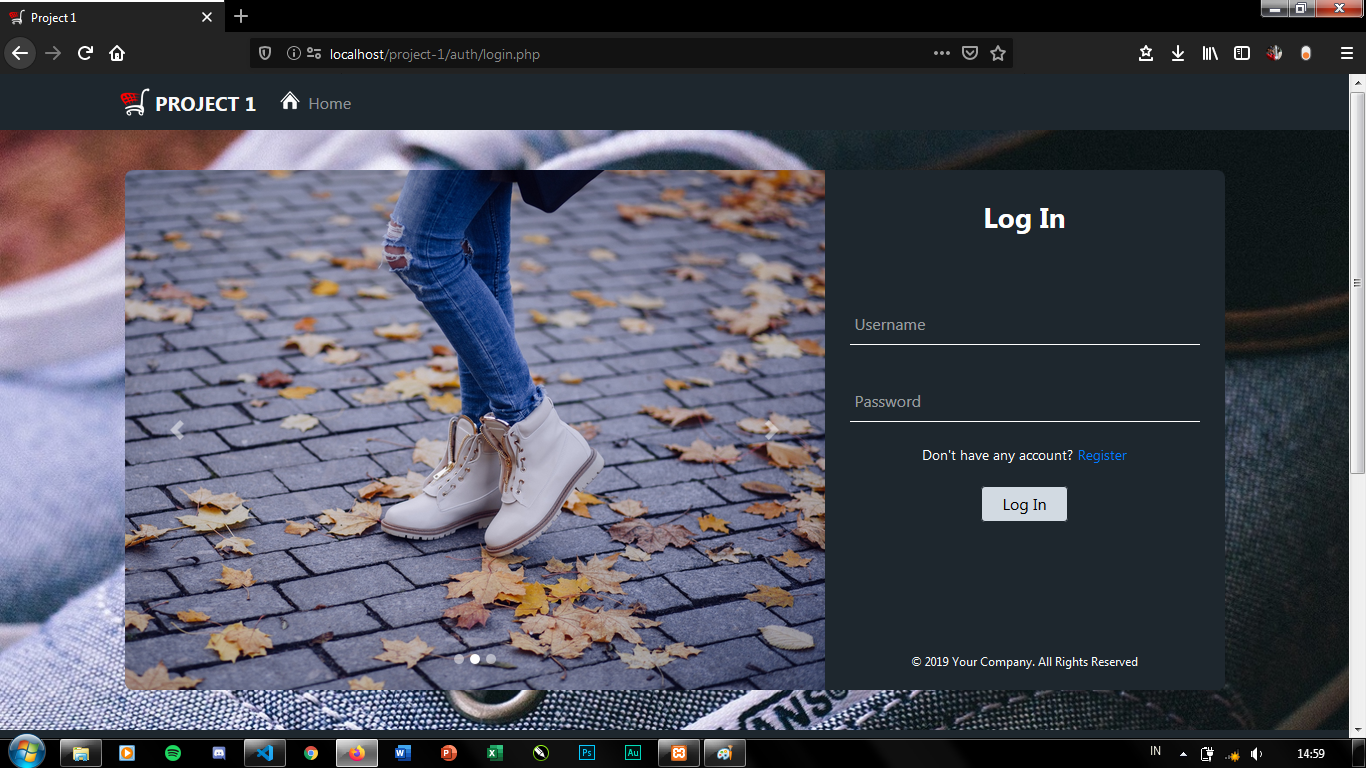 Project 1
localhost/project-1/auth/login.php
PROJECT 1
Home
Log In
Username
Password
Don't have any account? Register
Log In
© 2019 Your Company. All Rights Reserved
ANS
W
P
X
Ps
Au
IN
14:59